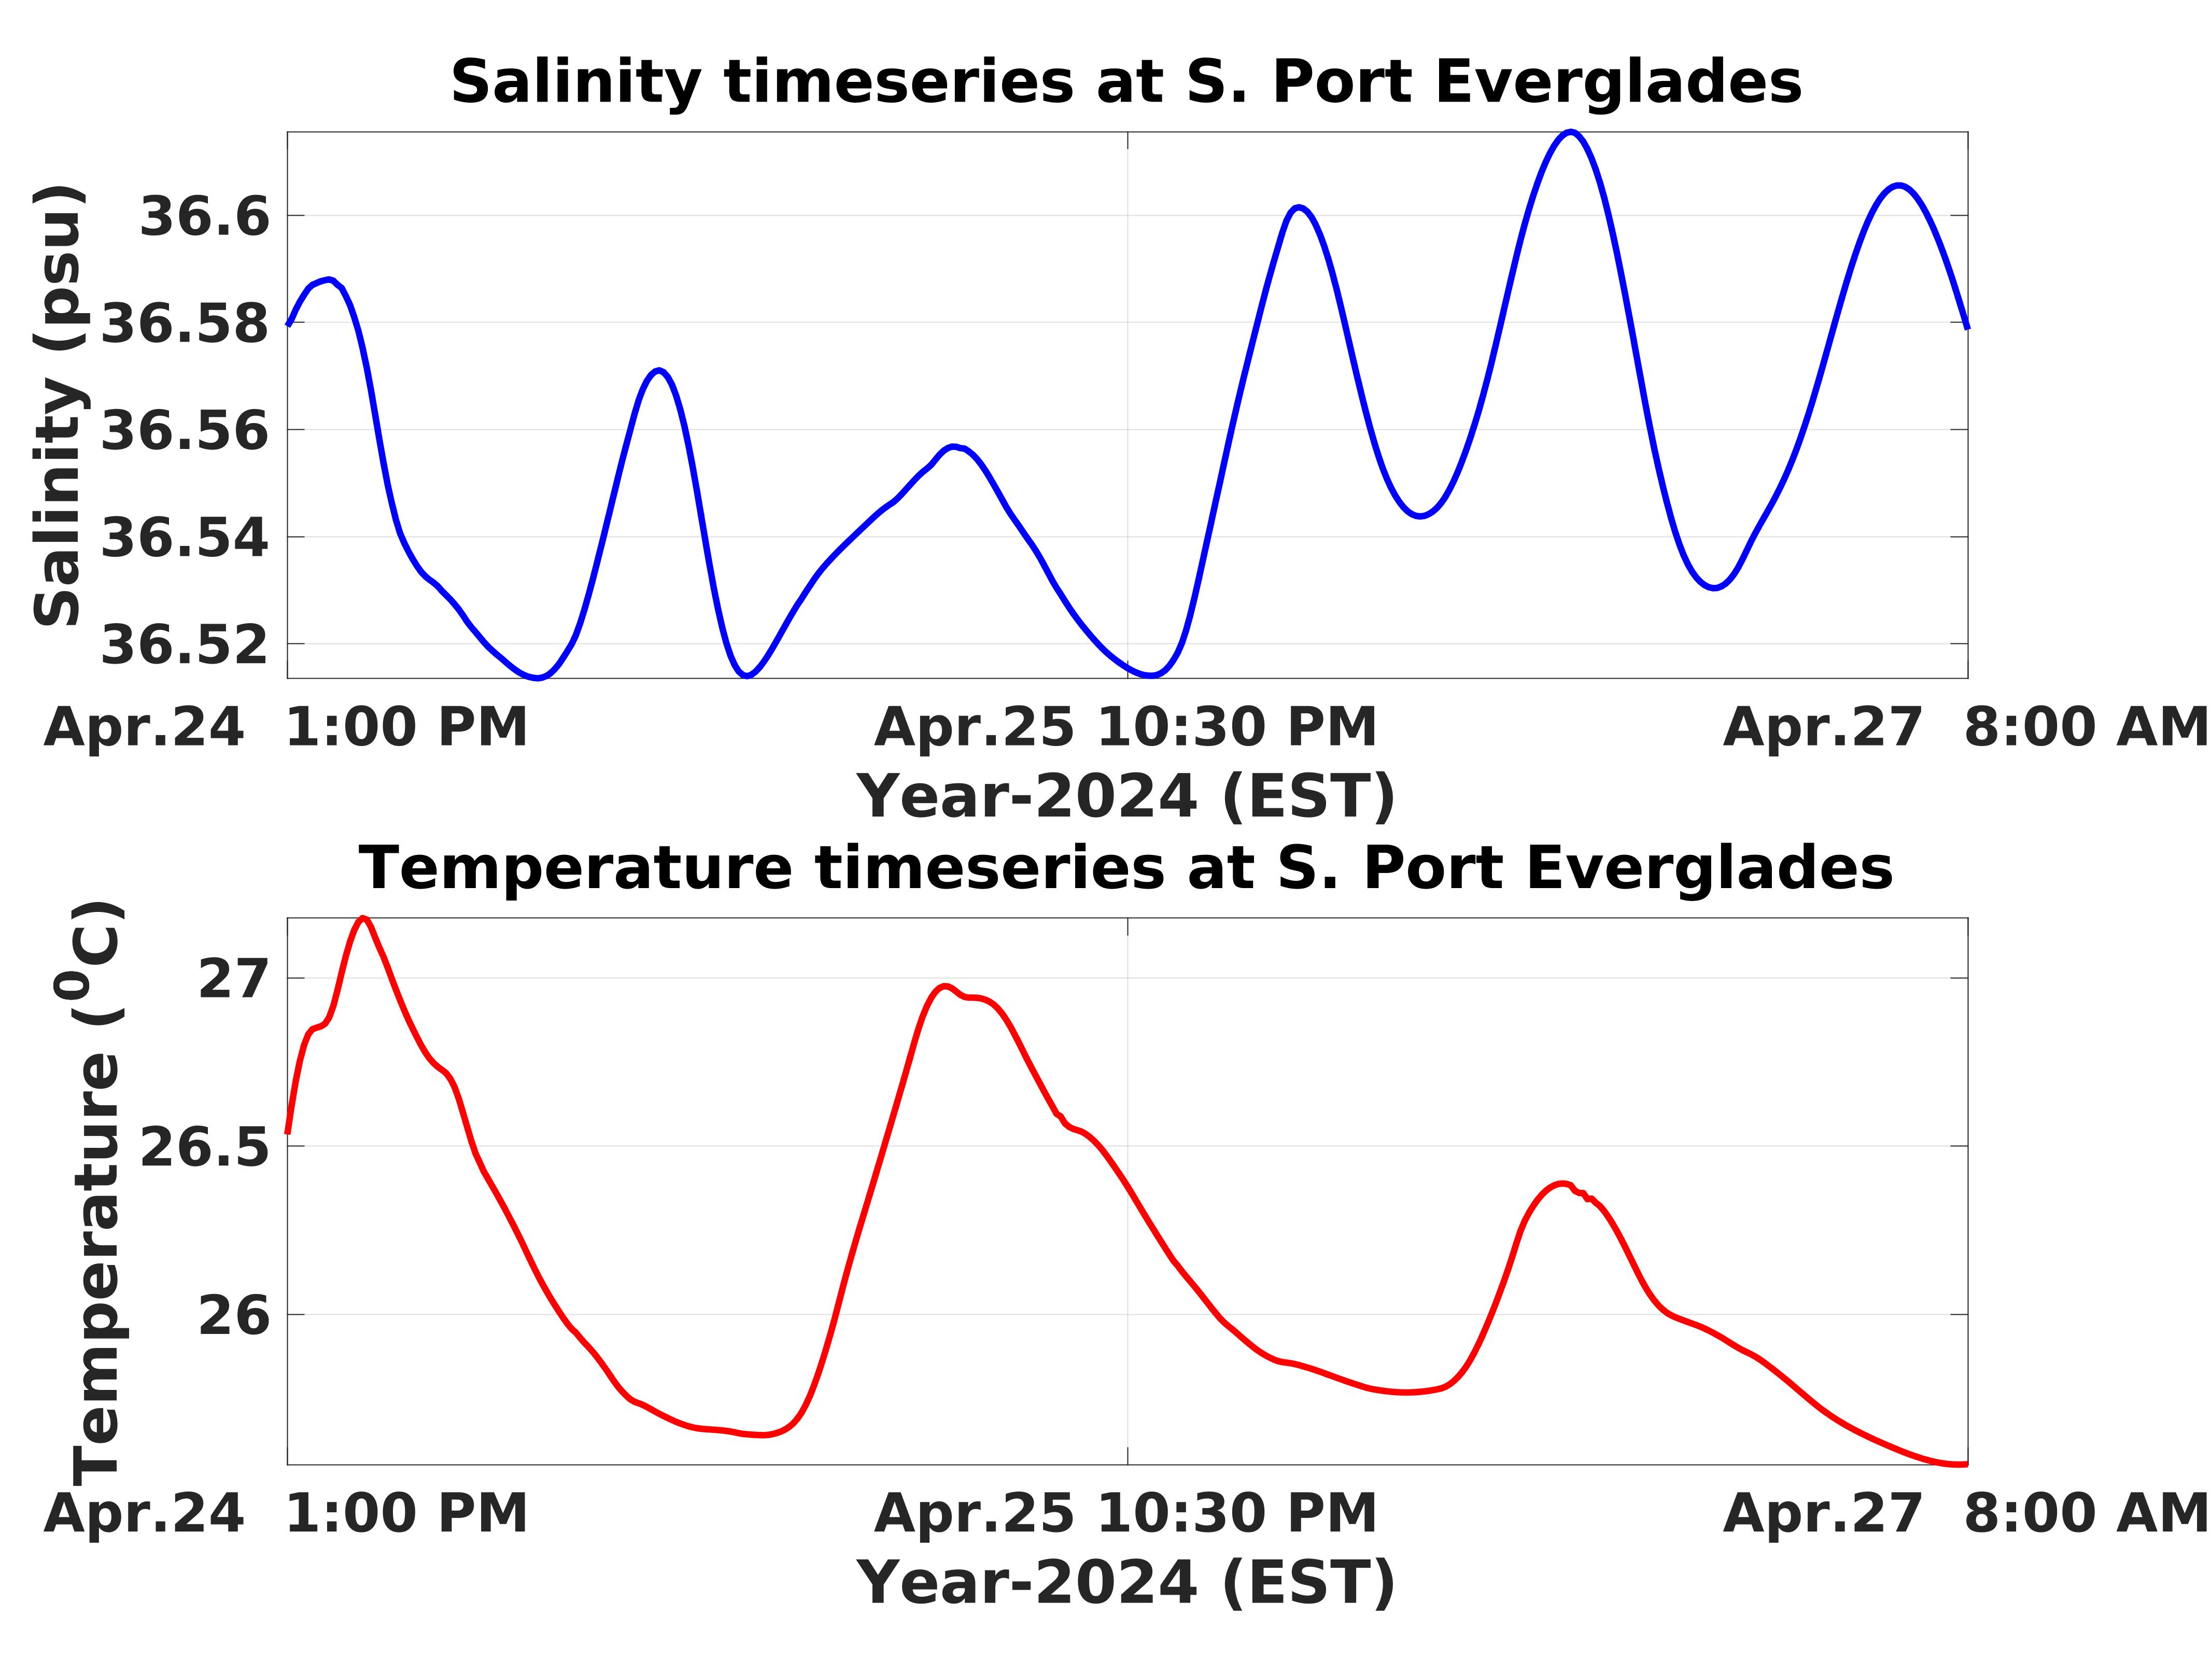 Salinity timeseries at S. Port Everglades
Salinity (psu)
36.6
36.58
36.56
36.54
36.52
Apr.24 1:00 PM Apr.25 10:30 PM Apr.27 8:00 AM
Year-2024 (EST)
Temperature timeseries at S. Port Everglades
Temperature (⁰C)
27
26.5
26
Apr.24 1:00 PM Apr.25 10:30 PM Apr.27 8:00 AM
Year-2024 (EST)